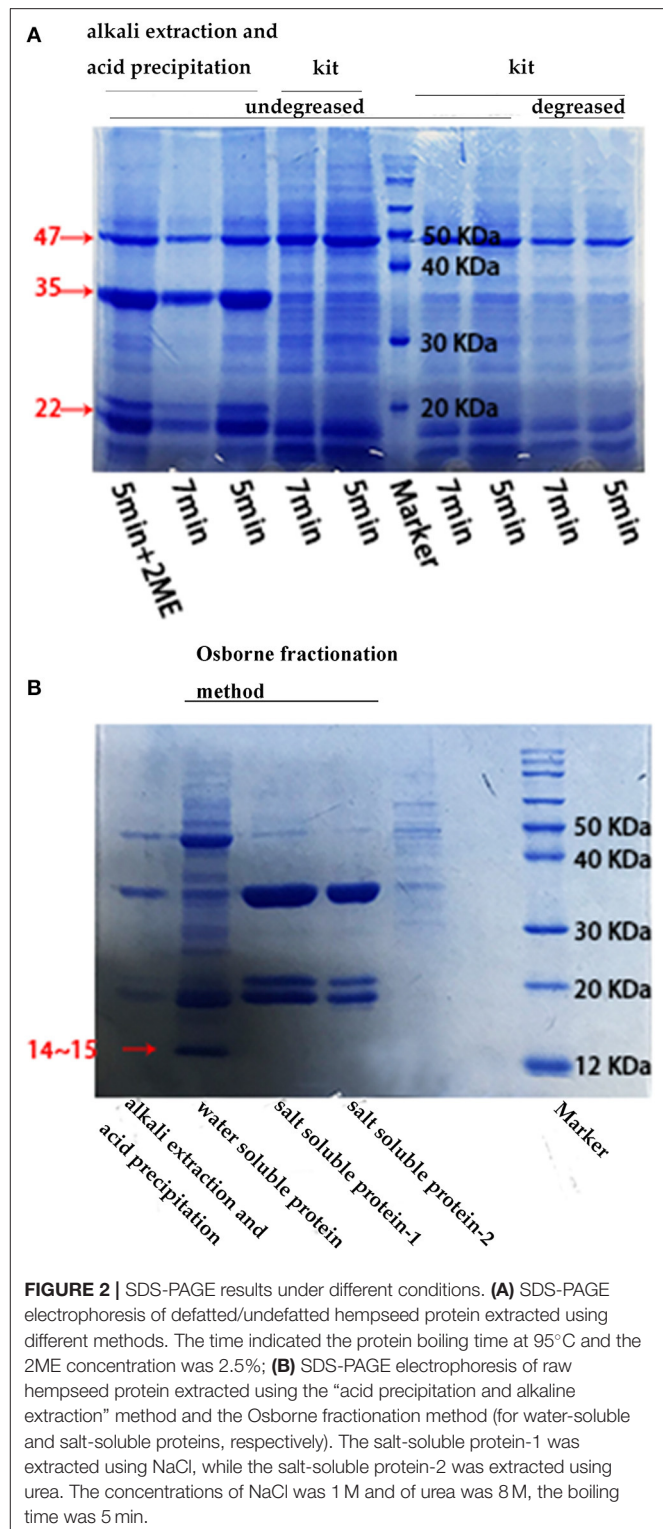 A
alkali extraction and
acid precipitation
kit
kit
undegreased
degreased
47
35
22
50 KDa
40 KDa
30 KDa
20 KDa
5min+2ME
7min
5min
7min
5min
Marker
7min
5min
7min
5min
B
Osborne fractionation
method
50 KDa
40 KDa
30 KDa
20 KDa
14~15
12 KDa
alkali extraction and
acid precipitation
water soluble protein
salt soluble protein-1
salt soluble protein-2
Marker
FIGURE 2 | SDS-PAGE results under different conditions. (A) SDS-PAGE
electrophoresis of defatted/undefatted hempseed protein extracted using
different methods. The time indicated the protein boiling time at 95°C and the
2ME concentration was 2.5%; (B) SDS-PAGE electrophoresis of raw
hempseed protein extracted using the “acid precipitation and alkaline
extraction” method and the Osborne fractionation method (for water-soluble
and salt-soluble proteins, respectively). The salt-soluble protein-1 was
extracted using NaCl, while the salt-soluble protein-2 was extracted using
urea. The concentrations of NaCl was 1 M and of urea was 8 M, the boiling
time was 5 min.